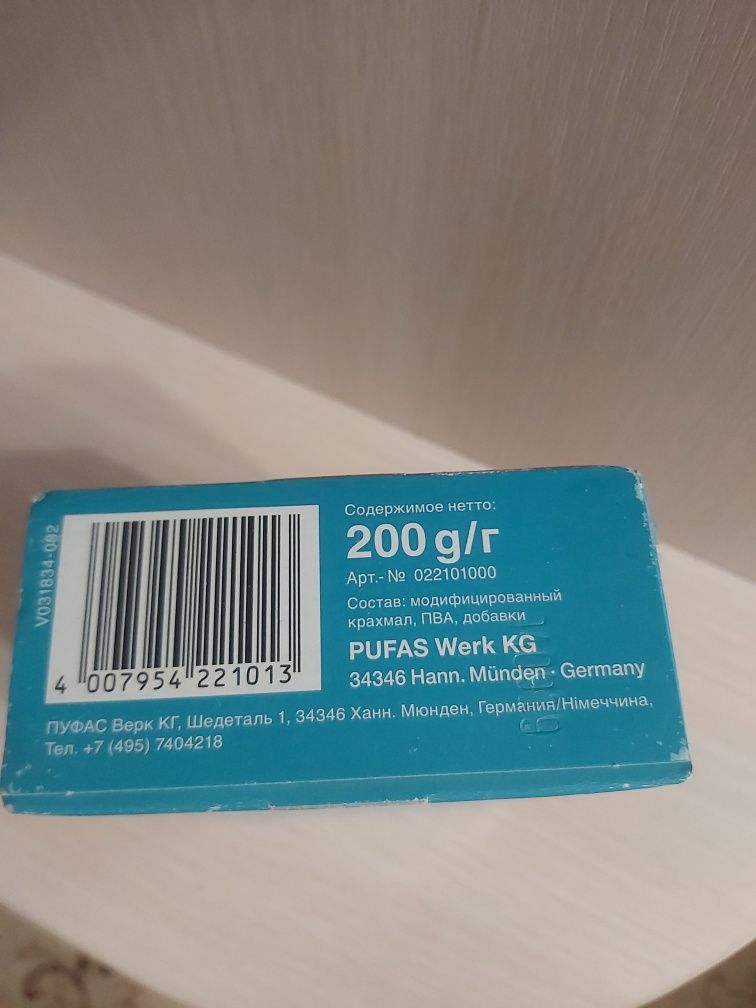 V031834-082
4 007954 221013
Содержимое нетто:
200 g/г
Арт.- № 022101000
Состав: модифицированный
крахмал, ПВА, добавки
PUFAS Werk KG
34346 Hann. Münden · Germany
ПУФАС Верк КГ, Шедеталь 1, 34346 Ханн. Мюнден, Германия/Німеччина,
Тел. +7 (495) 7404218